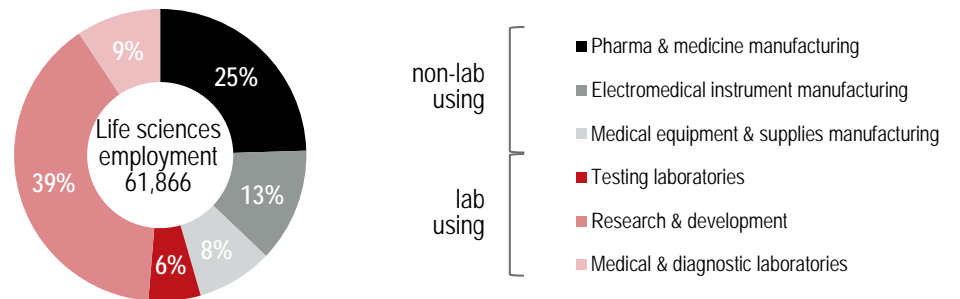 9%
25%
Life sciences
employment
61,866
39%
13%
8%
6%
non-lab
using
lab
using
Pharma & medicine manufacturing
Electromedical instrument manufacturing
Medical equipment & supplies manufacturing
Testing laboratories
Research & development
Medical & diagnostic laboratories